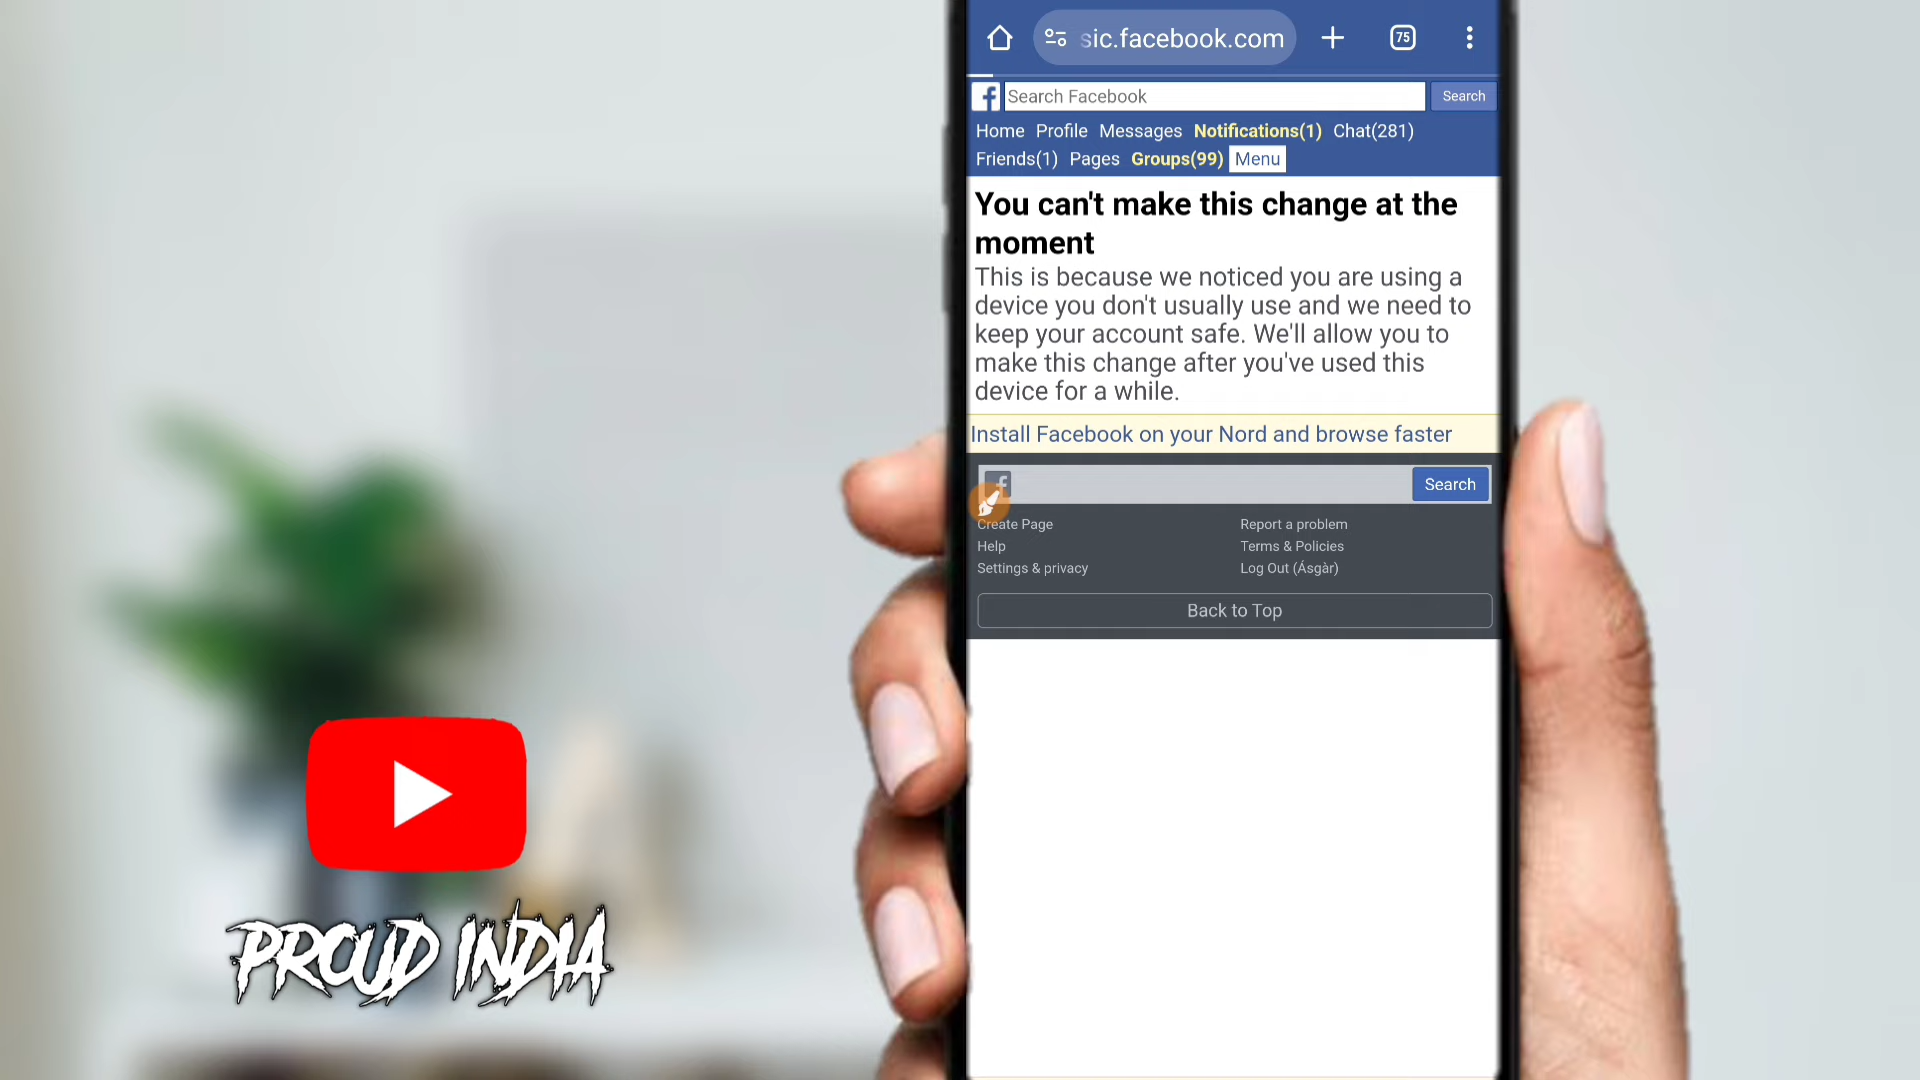 sic.facebook.com
75
Search Facebook
Search
Home Profile Messages Notifications(1) Chat(281)
Friends(1) Pages Groups(99) Menu
You can't make this change at the
moment
This is because we noticed you are using a
device you don't usually use and we need to
keep your account safe. We'll allow you to
make this change after you've used this
device for a while.
Install Facebook on your Nord and browse faster
Search
Create Page
Report a problem
Help
Terms & Policies
Settings & privacy
Log Out (Ásgàr)
Back to Top
PROUD INDIA